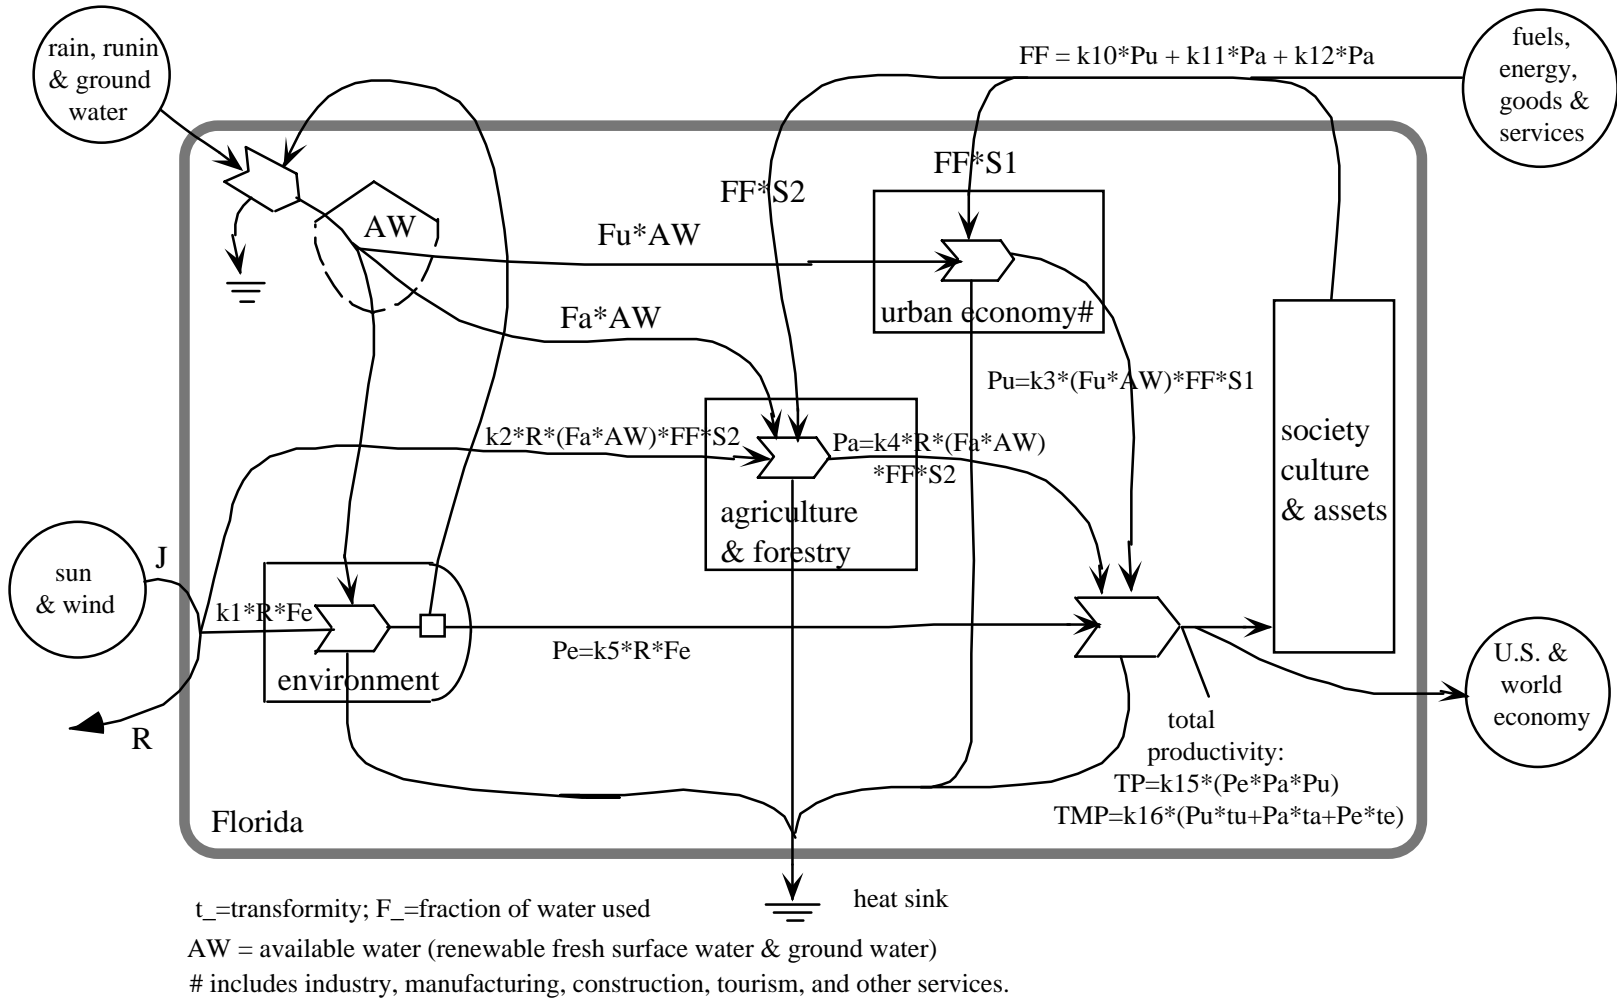 rain, runin
& ground
water
FF = k10*Pu + k11*Pa + k12*Pa
fuels,
energy,
goods &
services
FF*S2
FF*S1
AW
Fu*AW
urban economy#
Fa*AW
Pu=k3*(Fu*AW)*FF*S1
k2*R*(Fa*AW)*FF*S2
Pa=k4*R*(Fa*AW)
*FF*S2
society
culture
& assets
agriculture
& forestry
sun
& wind
J
k1*R*Fe
Pe=k5*R*Fe
environment
R
U.S. &
world
economy
total
productivity:
TP=k15*(Pe*Pa*Pu)
TMP=k16*(Pu*tu+Pa*ta+Pe*te)
Florida
heat sink
t_=transformity; F_=fraction of water used
AW = available water (renewable fresh surface water & ground water)
# includes industry, manufacturing, construction, tourism, and other services.